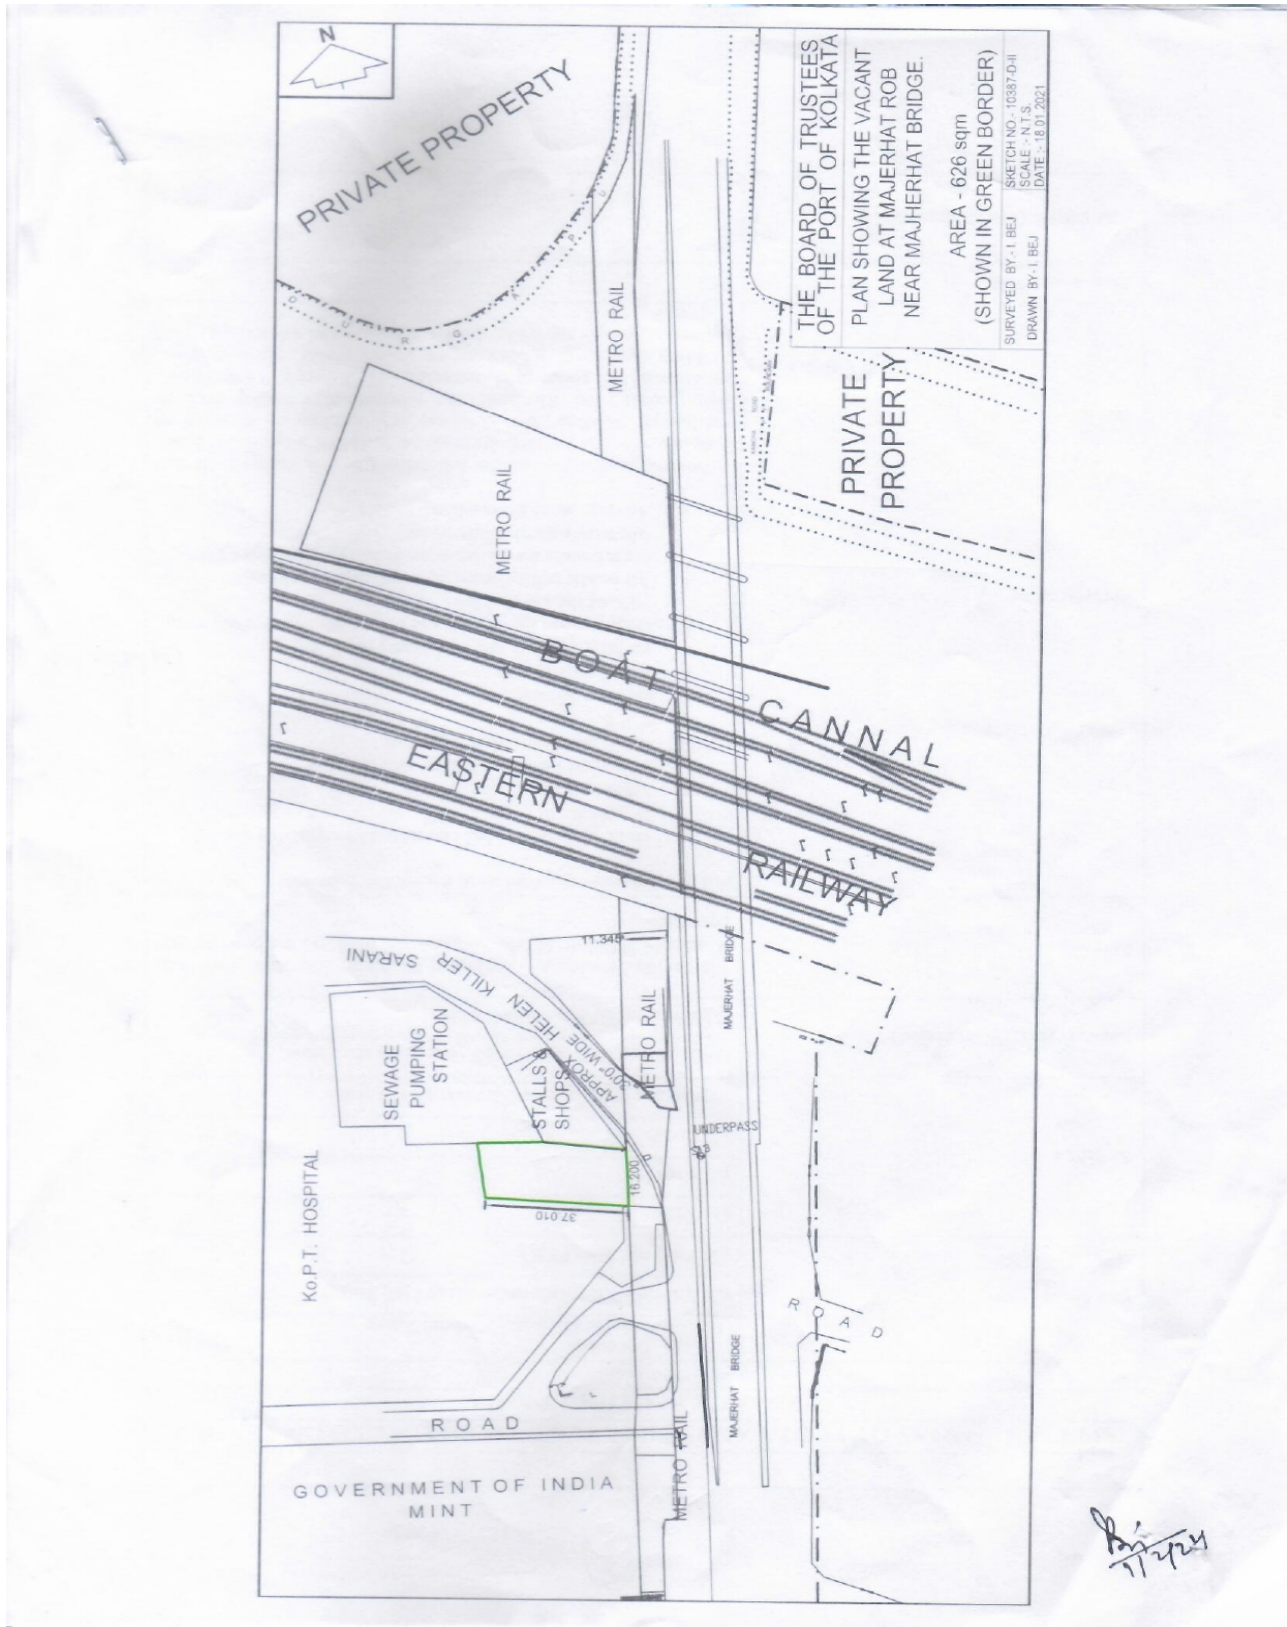 N
PRIVATE PROPERTY
DURGAPUR
METRO RAIL
METRO RAIL
THE BOARD OF TRUSTEES
OF THE PORT OF KOLKATA
PLAN SHOWING THE VACANT
LAND AT MAJERHAT ROB
NEAR MAJHERHAT BRIDGE.
AREA - 626 sqm
(SHOWN IN GREEN BORDER)
SURVEYED BY:- I. BEJ
DRAWN BY:- I. BEJ
SKETCH NO:- 10387-D-II
SCALE :- N.T.S.
DATE :- 18.01.2021
PRIVATE
PROPERTY
ROAD
BOAT CANNAL
EASTERN RAILWAY
11.345
HELEN KILLER SARANI
APPROX
30'0" WIDE
SEWAGE
PUMPING
STATION
STALLS &
SHOPS
METRO RAIL
MAJERHAT BRIDGE
UNDERPASS
16.200
37.010
Ko.P.T. HOSPITAL
ROAD
MAJERHAT BRIDGE
ROAD
METRO RAIL
GOVERNMENT OF INDIA
MINT